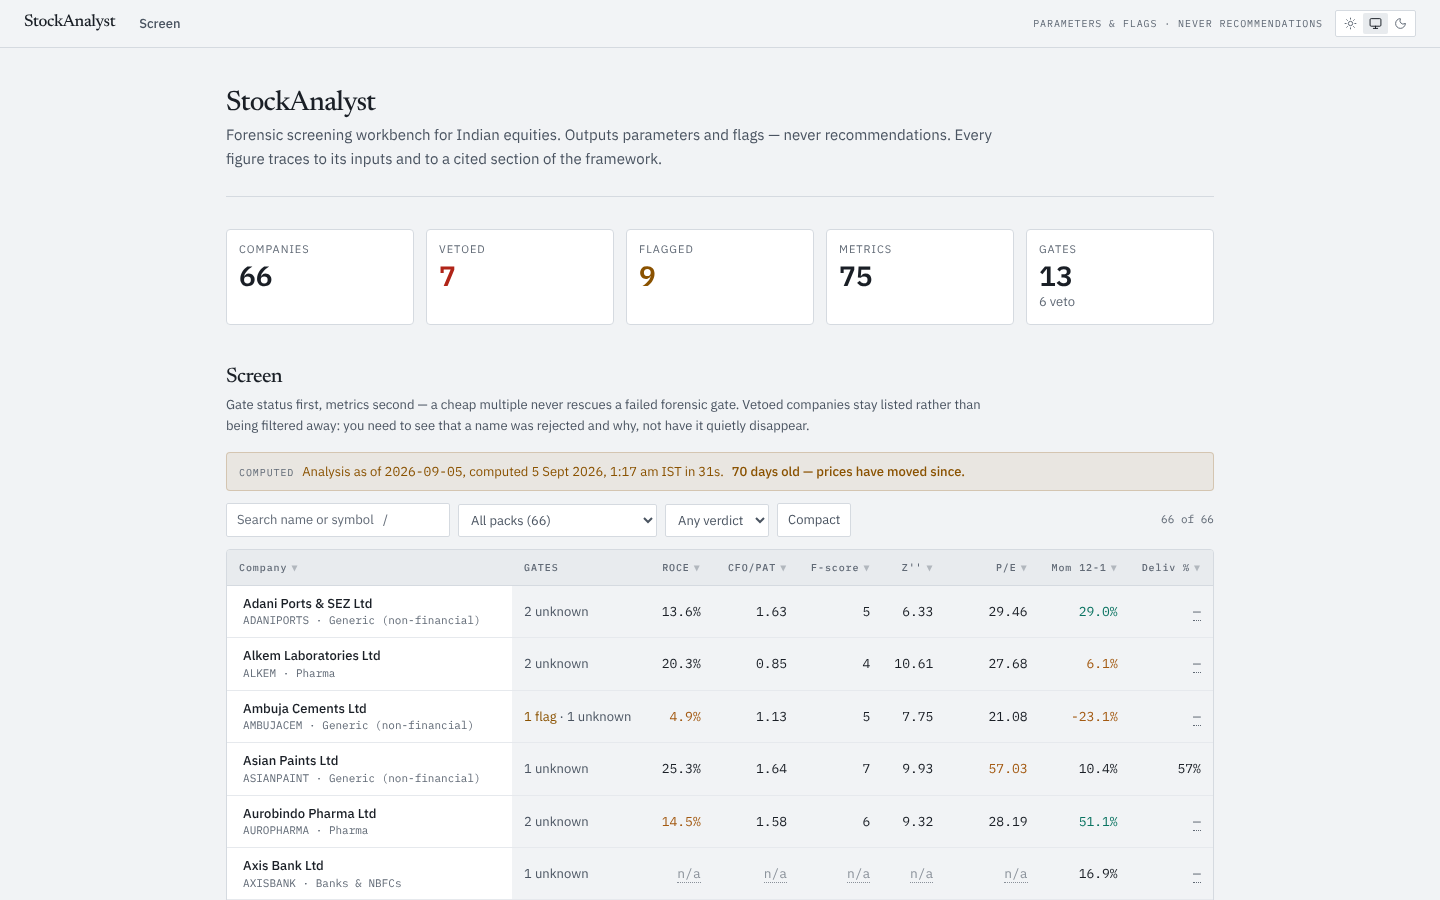 StockAnalyst Screen PARAMETERS & FLAGS · NEVER RECOMMENDATIONS
StockAnalyst
Forensic screening workbench for Indian equities. Outputs parameters and flags — never recommendations. Every
figure traces to its inputs and to a cited section of the framework.
COMPANIES VETOED FLAGGED METRICS GATES
66 7 9 75 13
6 veto
Screen
Gate status first, metrics second — a cheap multiple never rescues a failed forensic gate. Vetoed companies stay listed rather than
being filtered away: you need to see that a name was rejected and why, not have it quietly disappear.
COMPUTED Analysis as of 2026-09-05, computed 5 Sept 2026, 1:17 am IST in 31s. 70 days old — prices have moved since.
Search name or symbol / All packs (66) Any verdict Compact 66 of 66
Company ▼ GATES ROCE ▼ CFO/PAT ▼ F-score ▼ Z'' ▼ P/E ▼ Mom 12-1 ▼ Deliv % ▼
Adani Ports & SEZ Ltd
ADANIPORTS · Generic (non-financial) 2 unknown 13.6% 1.63 5 6.33 29.46 29.0% —
Alkem Laboratories Ltd
ALKEM · Pharma 2 unknown 20.3% 0.85 4 10.61 27.68 6.1% —
Ambuja Cements Ltd
AMBUJACEM · Generic (non-financial) 1 flag · 1 unknown 4.9% 1.13 5 7.75 21.08 -23.1% —
Asian Paints Ltd
ASIANPAINT · Generic (non-financial) 1 unknown 25.3% 1.64 7 9.93 57.03 10.4% 57%
Aurobindo Pharma Ltd
AUROPHARMA · Pharma 2 unknown 14.5% 1.58 6 9.32 28.19 51.1% —
Axis Bank Ltd
AXISBANK · Banks & NBFCs 1 unknown n/a n/a n/a n/a n/a 16.9% —